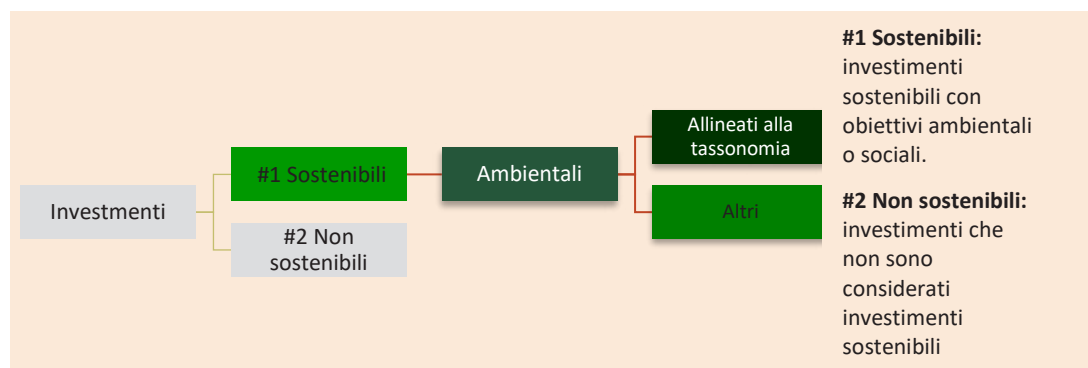 Investmenti
#1 Sostenibili
#2 Non
sostenibili
Ambientali
Allineati alla
tassonomia
Altri
#1 Sostenibili:
investimenti
sostenibili con
obiettivi ambientali
o sociali.
#2 Non sostenibili:
investimenti che
non sono
considerati
investimenti
sostenibili